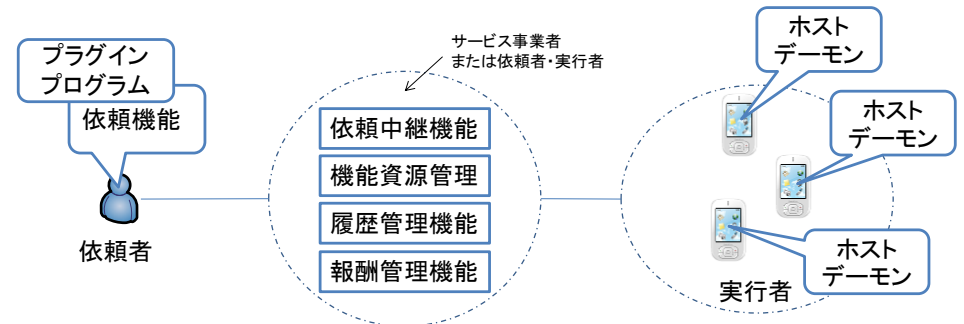 プラグイン
プログラム
依頼機能
依頼者
サービス事業者
または依頼者・実行者
依頼中継機能
機能資源管理
履歴管理機能
報酬管理機能
ホスト
デーモン
ホスト
デーモン
ホスト
デーモン
実行者